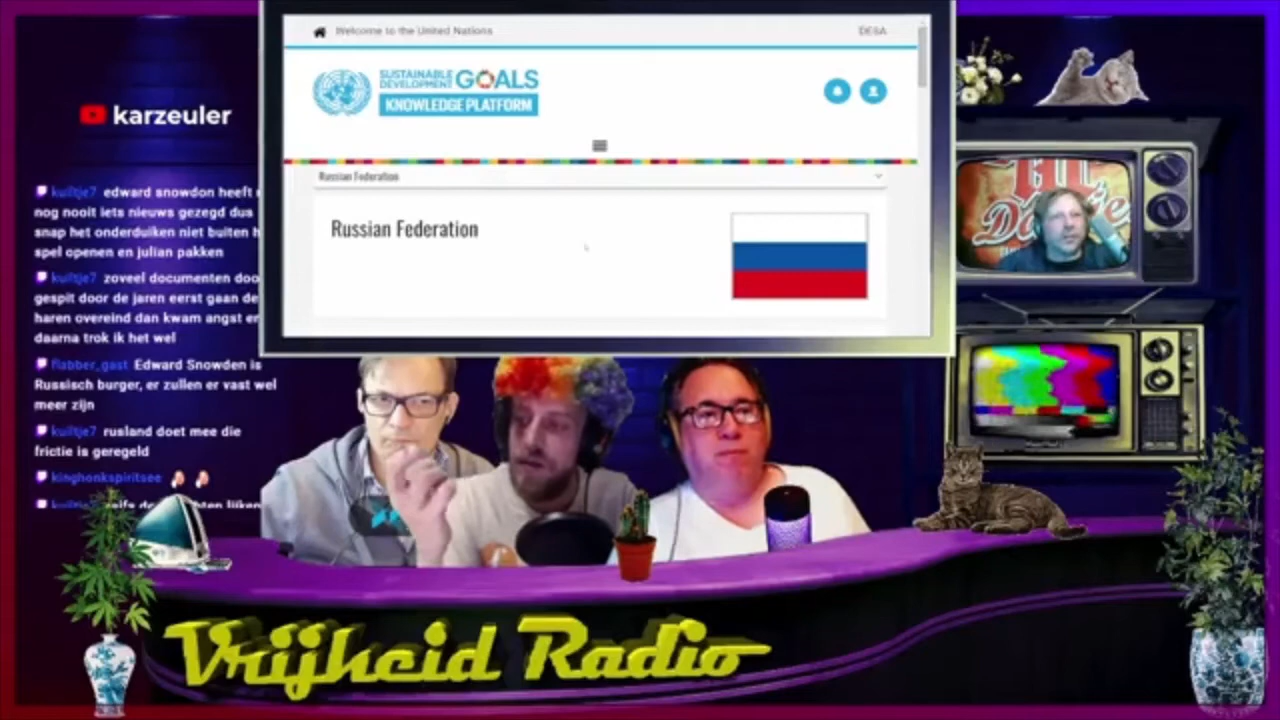 Welcome to the United Nations
DESA
SUSTAINABLE
DEVELOPMENT
GOALS
KNOWLEDGE PLATFORM
Russian Federation
Russian Federation
karzeuler
kuiltje7 edward snowdon heeft
nog nooit iets nieuws gezegd dus
snap het onderduiken niet buiten
spel openen en julian pakken
kuiltje7 zoveel documenten doo
gespit door de jaren eerst gaan de
haren overeind dan kwam angst en
daarna trok ik het wel
flabber_gast Edward Snowden is
Russisch burger, er zullen er vast wel
meer zijn
kuiltje7 rusland doet mee die
frictie is geregeld
kinghonkspiritsee
Vrijheid Radio